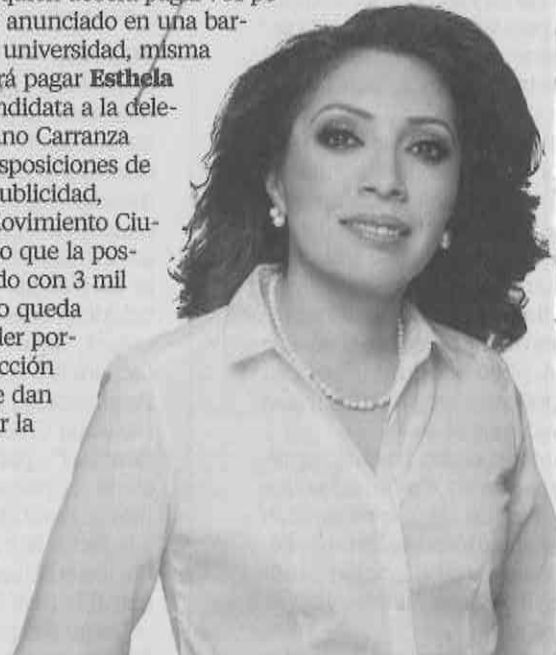 anunciado en una bar-
universidad, misma
rá pagar Esthela
ndidata a la dele-
no Carranza
sposiciones de
ublicidad,
ovimiento Ciu-
o que la pos-
do con 3 mil
o queda
ler por-
cción
e dan
r la